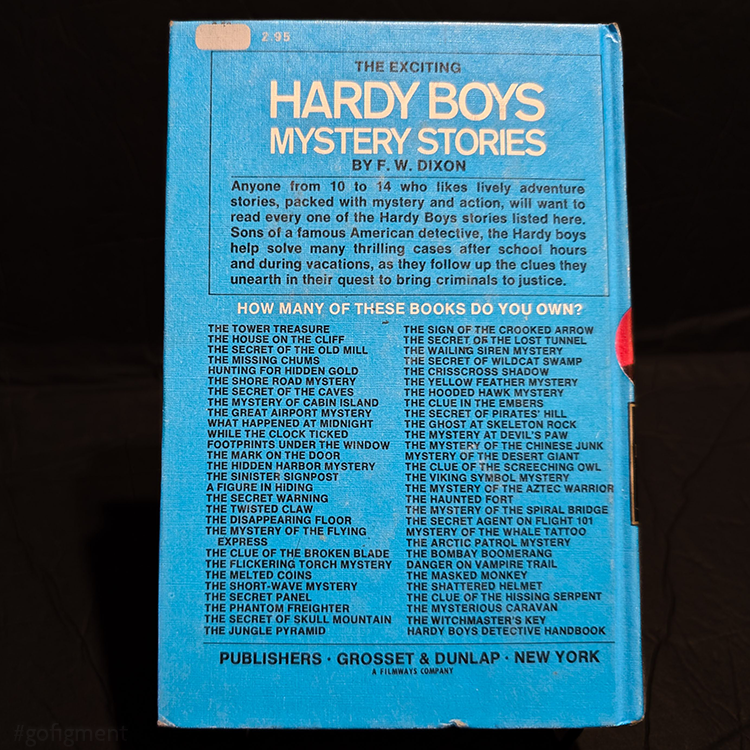 2.95
THE EXCITING
HARDY BOYS
MYSTERY STORIES
BY F. W. DIXON
Anyone from 10 to 14 who likes lively adventure
stories, packed with mystery and action, will want to
read every one of the Hardy Boys stories listed here.
Sons of a famous American detective, the Hardy boys
help solve many thrilling cases after school hours
and during vacations, as they follow up the clues they
unearth in their quest to bring criminals to justice.
HOW MANY OF THESE BOOKS DO YOU OWN?
THE TOWER TREASURE
THE HOUSE ON THE CLIFF
THE SECRET OF THE OLD MILL
THE MISSING CHUMS
HUNTING FOR HIDDEN GOLD
THE SHORE ROAD MYSTERY
THE SECRET OF THE CAVES
THE MYSTERY OF CABIN ISLAND
THE GREAT AIRPORT MYSTERY
WHAT HAPPENED AT MIDNIGHT
WHILE THE CLOCK TICKED
FOOTPRINTS UNDER THE WINDOW
THE MARK ON THE DOOR
THE HIDDEN HARBOR MYSTERY
THE SINISTER SIGNPOST
A FIGURE IN HIDING
THE SECRET WARNING
THE TWISTED CLAW
THE DISAPPEARING FLOOR
THE MYSTERY OF THE FLYING
EXPRESS
THE CLUE OF THE BROKEN BLADE
THE FLICKERING TORCH MYSTERY
THE MELTED COINS
THE SHORT-WAVE MYSTERY
THE SECRET PANEL
THE PHANTOM FREIGHTER
THE SECRET OF SKULL MOUNTAIN
THE JUNGLE PYRAMID
THE SIGN OF THE CROOKED ARROW
THE SECRET OF THE LOST TUNNEL
THE WAILING SIREN MYSTERY
THE SECRET OF WILDCAT SWAMP
THE CRISSCROSS SHADOW
THE YELLOW FEATHER MYSTERY
THE HOODED HAWK MYSTERY
THE CLUE IN THE EMBERS
THE SECRET OF PIRATES' HILL
THE GHOST AT SKELETON ROCK
THE MYSTERY AT DEVIL'S PAW
THE MYSTERY OF THE CHINESE JUNK
MYSTERY OF THE DESERT GIANT
THE CLUE OF THE SCREECHING OWL
THE VIKING SYMBOL MYSTERY
THE MYSTERY OF THE AZTEC WARRIOR
THE HAUNTED FORT
THE MYSTERY OF THE SPIRAL BRIDGE
THE SECRET AGENT ON FLIGHT 101
MYSTERY OF THE WHALE TATTOO
THE ARCTIC PATROL MYSTERY
THE BOMBAY BOOMERANG
DANGER ON VAMPIRE TRAIL
THE MASKED MONKEY
THE SHATTERED HELMET
THE CLUE OF THE HISSING SERPENT
THE MYSTERIOUS CARAVAN
THE WITCHMASTER'S KEY
HARDY BOYS DETECTIVE HANDBOOK
PUBLISHERS · GROSSET & DUNLAP · NEW YORK
A FILMWAYS COMPANY
#gofigment